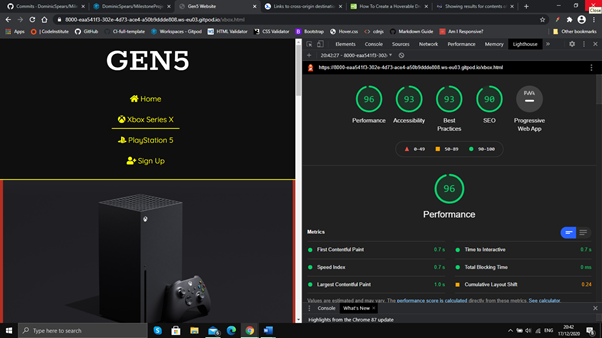 Commits · DominicSpears/Miles
DominicSpears/MilestoneProje
Gen5 Website
Links to cross-origin destination
How To Create a Hoverable Dr
Showing results for contents o
Close
8000-eaa541f3-302e-4d73-ace4-a50b9ddde808.ws-eu03.gitpod.io/xbox.html
Apps
DominicSpears/Mile...
CodeInstitute
GitHub
CI-full-template
Workspaces - Gitpod
HTML Validator
CSS Validator
Bootstrap
Hover.css
cdnjs
Markdown Guide
Am I Responsive?
Other bookmarks
GEN5
Home
Xbox Series X
PlayStation 5
Sign Up
Elements
Console
Sources
Network
Performance
Memory
Lighthouse
20:42:27 - 8000-eaa541f3-302-
https://8000-eaa541f3-302e-4d73-ace4-a50b9ddde808.ws-eu03.gitpod.io/xbox.html
96
93
93
90
PWA
Performance
Accessibility
Best
Practices
SEO
Progressive
Web App
0–49
50–89
90–100
96
Performance
Metrics
First Contentful Paint
0.7 s
Time to Interactive
0.7 s
Speed Index
0.7 s
Total Blocking Time
0 ms
Largest Contentful Paint
1.0 s
Cumulative Layout Shift
0.24
Values are estimated and may vary. The performance score is calculated directly from these metrics. See calculator.
Console
What's New
Highlights from the Chrome 87 update
Type here to search
ENG
20:42
17/12/2020